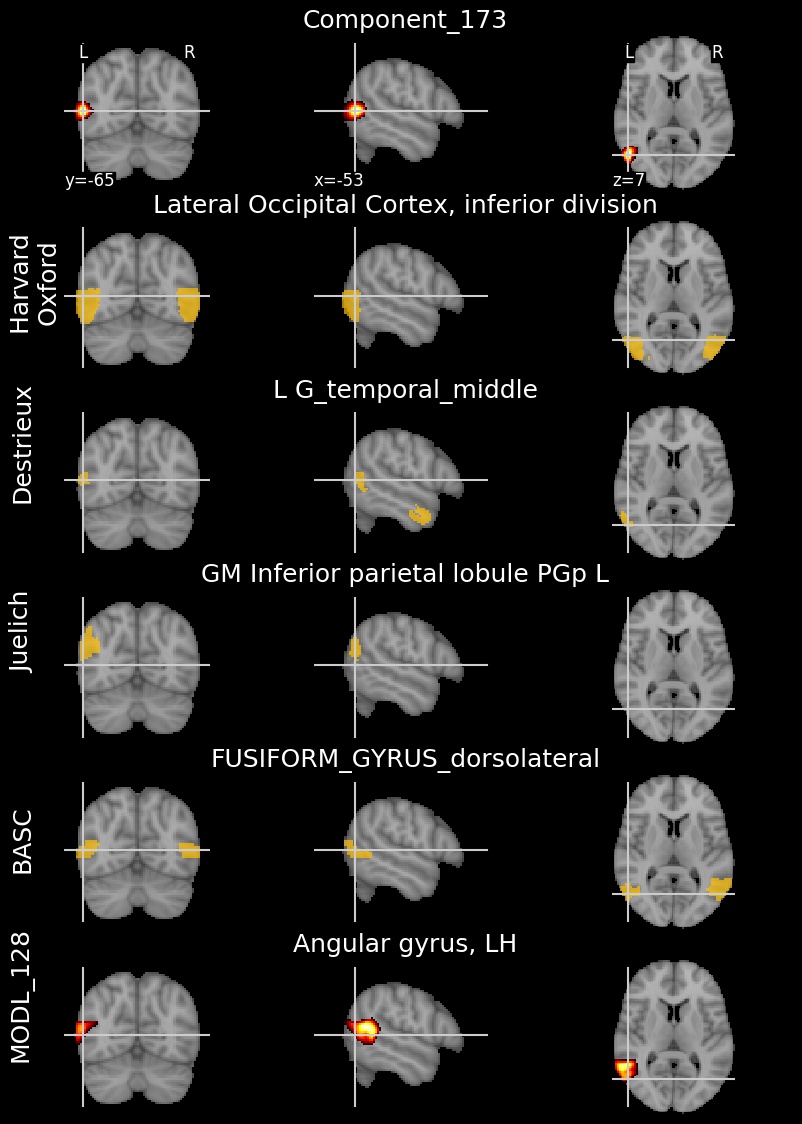 Component_173
L R
L R
y=-65
x=-53
z=7
Lateral Occipital Cortex, inferior division
Harvard
Oxford
L G_temporal_middle
Destrieux
GM Inferior parietal lobule PGp L
Juelich
FUSIFORM_GYRUS_dorsolateral
BASC
Angular gyrus, LH
MODL_128